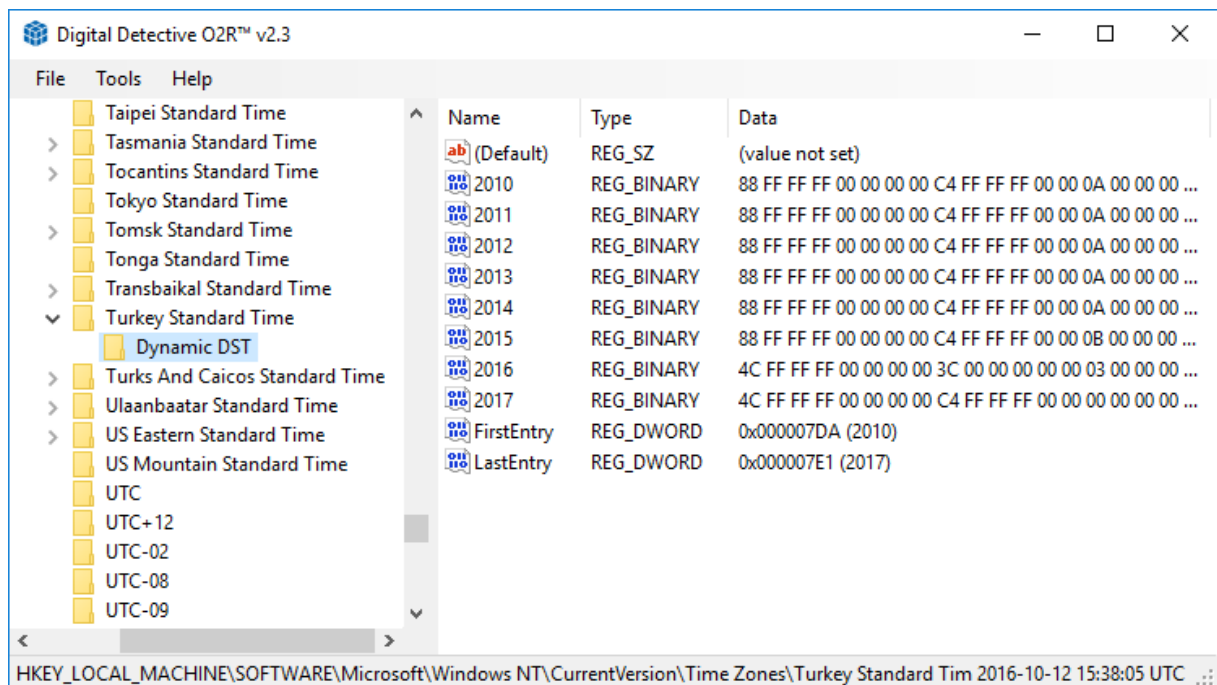 Digital Detective O2R™ v2.3
File Tools Help
Taipei Standard Time
Tasmania Standard Time
Tocantins Standard Time
Tokyo Standard Time
Tomsk Standard Time
Tonga Standard Time
Transbaikal Standard Time
Turkey Standard Time
Dynamic DST
Turks And Caicos Standard Time
Ulaanbaatar Standard Time
US Eastern Standard Time
US Mountain Standard Time
UTC
UTC+12
UTC-02
UTC-08
UTC-09
Name Type Data
ab (Default) REG_SZ (value not set)
2010 REG_BINARY 88 FF FF FF 00 00 00 00 C4 FF FF FF 00 00 0A 00 00 00 ...
2011 REG_BINARY 88 FF FF FF 00 00 00 00 C4 FF FF FF 00 00 0A 00 00 00 ...
2012 REG_BINARY 88 FF FF FF 00 00 00 00 C4 FF FF FF 00 00 0A 00 00 00 ...
2013 REG_BINARY 88 FF FF FF 00 00 00 00 C4 FF FF FF 00 00 0A 00 00 00 ...
2014 REG_BINARY 88 FF FF FF 00 00 00 00 C4 FF FF FF 00 00 0A 00 00 00 ...
2015 REG_BINARY 88 FF FF FF 00 00 00 00 C4 FF FF FF 00 00 0B 00 00 00 ...
2016 REG_BINARY 4C FF FF FF 00 00 00 00 3C 00 00 00 00 00 03 00 00 00 ...
2017 REG_BINARY 4C FF FF FF 00 00 00 00 C4 FF FF FF 00 00 00 00 00 00 ...
FirstEntry REG_DWORD 0x000007DA (2010)
LastEntry REG_DWORD 0x000007E1 (2017)
HKEY_LOCAL_MACHINE\SOFTWARE\Microsoft\Windows NT\CurrentVersion\Time Zones\Turkey Standard Tim 2016-10-12 15:38:05 UTC